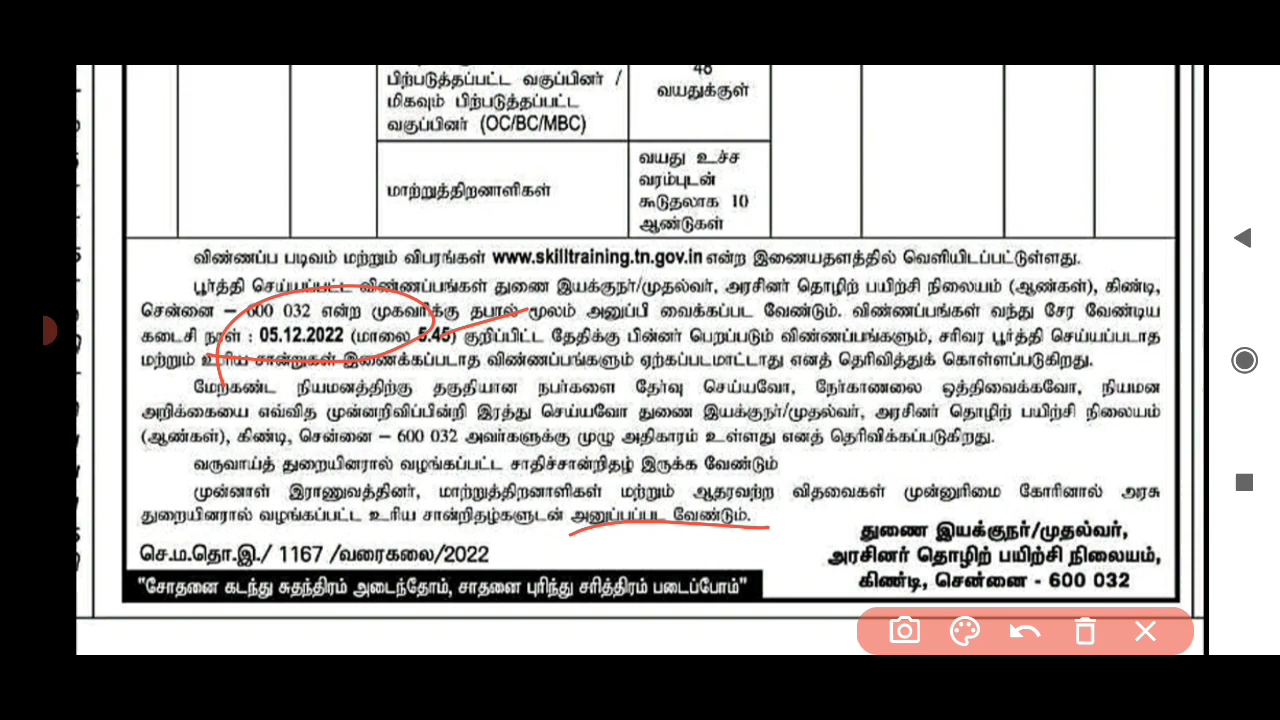 பிற்படுத்தப்பட்ட வகுப்பினர் /
மிகவும் பிற்படுத்தப்பட்ட
வகுப்பினர் (OC/BC/MBC)
48
வயதுக்குள்
மாற்றுத்திறனாளிகள்
வயது உச்ச
வரம்புடன்
கூடுதலாக 10
ஆண்டுகள்
விண்ணப்ப படிவம் மற்றும் விபரங்கள் www.skilltraining.tn.gov.in என்ற இணையதளத்தில் வெளியிடப்பட்டுள்ளது.
பூர்த்தி செய்யப்பட்ட விண்ணப்பங்கள் துணை இயக்குநர்/முதல்வர், அரசினர் தொழிற் பயிற்சி நிலையம் (ஆண்கள்), கிண்டி,
சென்னை – 600 032 என்ற முகவரிக்கு தபால் மூலம் அனுப்பி வைக்கப்பட வேண்டும். விண்ணப்பங்கள் வந்து சேர வேண்டிய
கடைசி நாள் : 05.12.2022 (மாலை 5.45) குறிப்பிட்ட தேதிக்கு பின்னர் பெறப்படும் விண்ணப்பங்களும், சரிவர பூர்த்தி செய்யப்படாத
மற்றும் உரிய சான்றுகள் இணைக்கப்படாத விண்ணப்பங்களும் ஏற்கப்படமாட்டாது எனத் தெரிவித்துக் கொள்ளப்படுகிறது.
மேற்கண்ட நியமனத்திற்கு தகுதியான நபர்களை தேர்வு செய்யவோ, நேர்காணலை ஒத்திவைக்கவோ, நியமன
அறிக்கையை எவ்வித முன்னறிவிப்பின்றி இரத்து செய்யவோ துணை இயக்குநர்/முதல்வர், அரசினர் தொழிற் பயிற்சி நிலையம்
(ஆண்கள்), கிண்டி, சென்னை – 600 032 அவர்களுக்கு முழு அதிகாரம் உள்ளது எனத் தெரிவிக்கப்படுகிறது.
வருவாய்த் துறையினரால் வழங்கப்பட்ட சாதிச்சான்றிதழ் இருக்க வேண்டும்
முன்னாள் இராணுவத்தினர், மாற்றுத்திறனாளிகள் மற்றும் ஆதரவற்ற விதவைகள் முன்னுரிமை கோரினால் அரசு
துறையினரால் வழங்கப்பட்ட உரிய சான்றிதழ்களுடன் அனுப்பப்பட வேண்டும்.
துணை இயக்குநர்/முதல்வர்,
அரசினர் தொழிற் பயிற்சி நிலையம்,
கிண்டி, சென்னை - 600 032
செ.ம.தொ.இ./ 1167 /வரைகலை/2022
"சோதனை கடந்து சுதந்திரம் அடைந்தோம், சாதனை புரிந்து சரித்திரம் படைப்போம்"